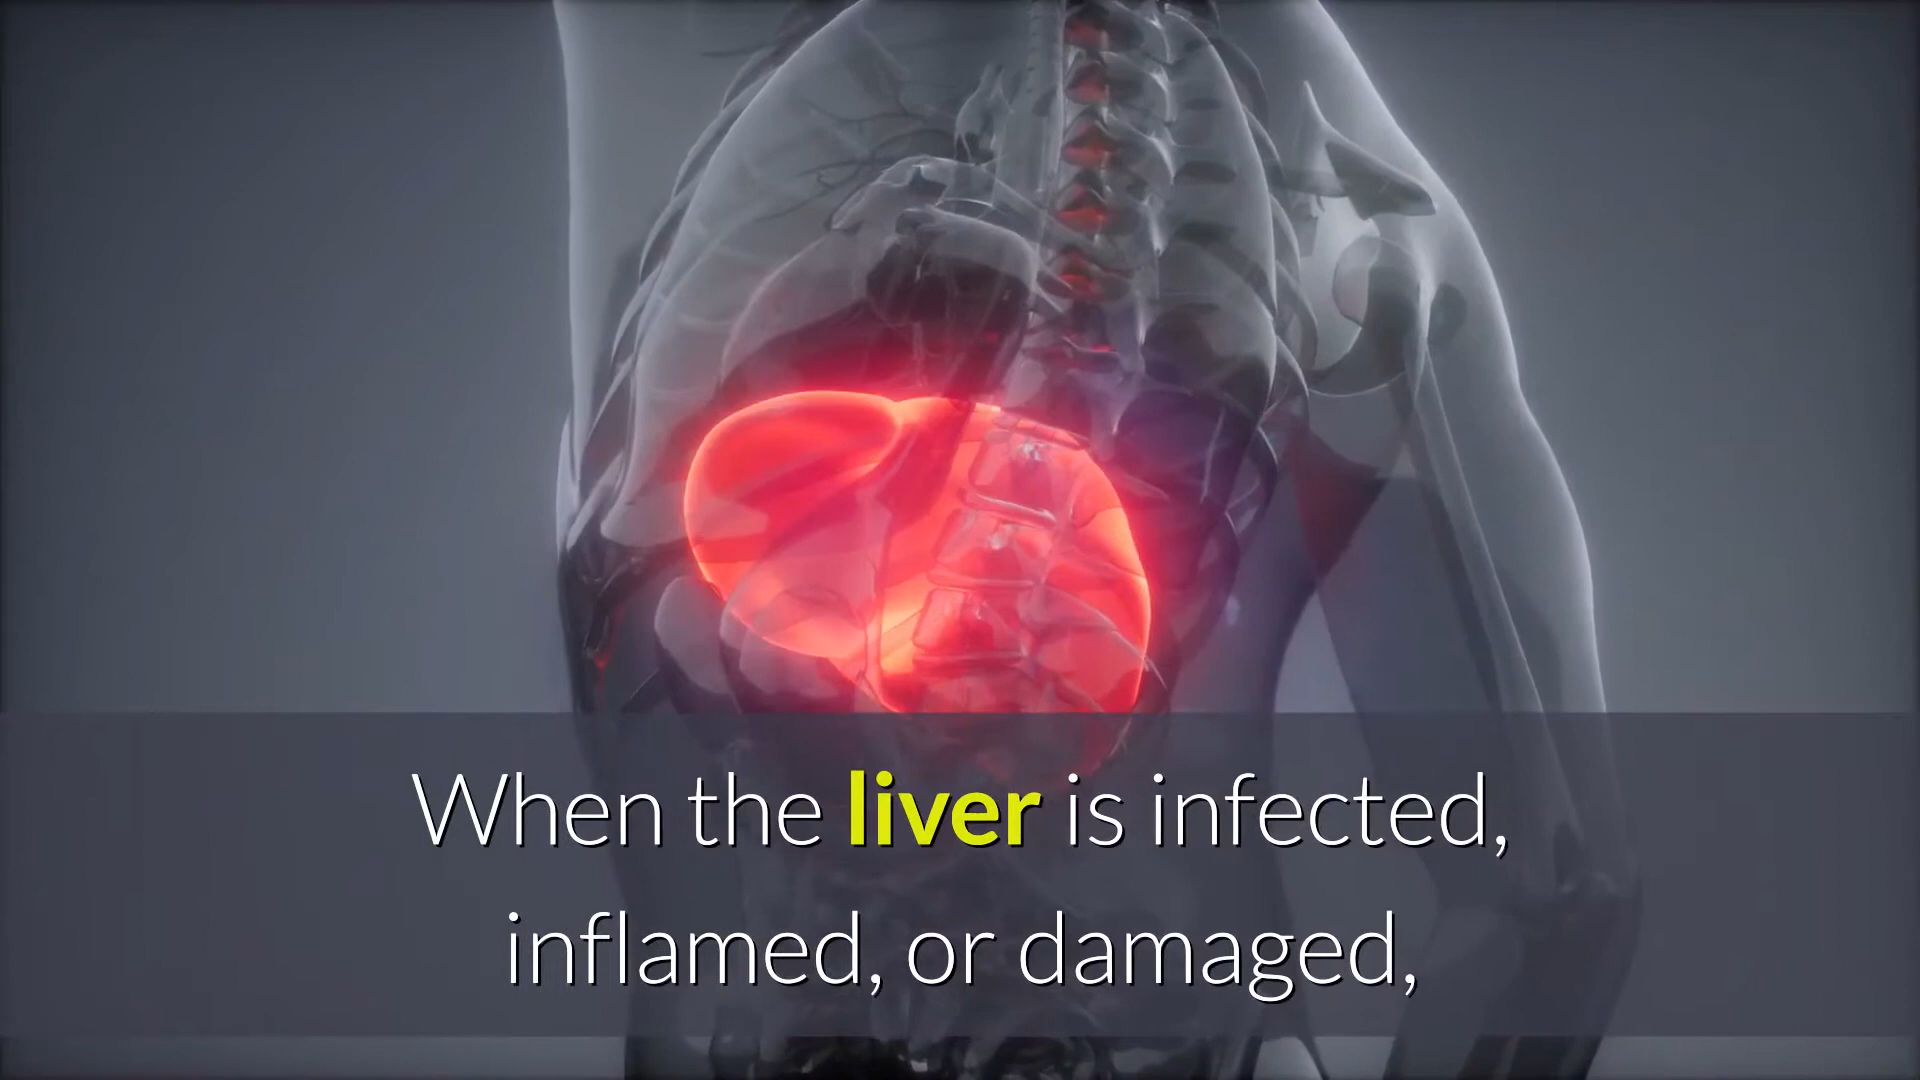 When the liver is infected,
inflamed, or damaged,